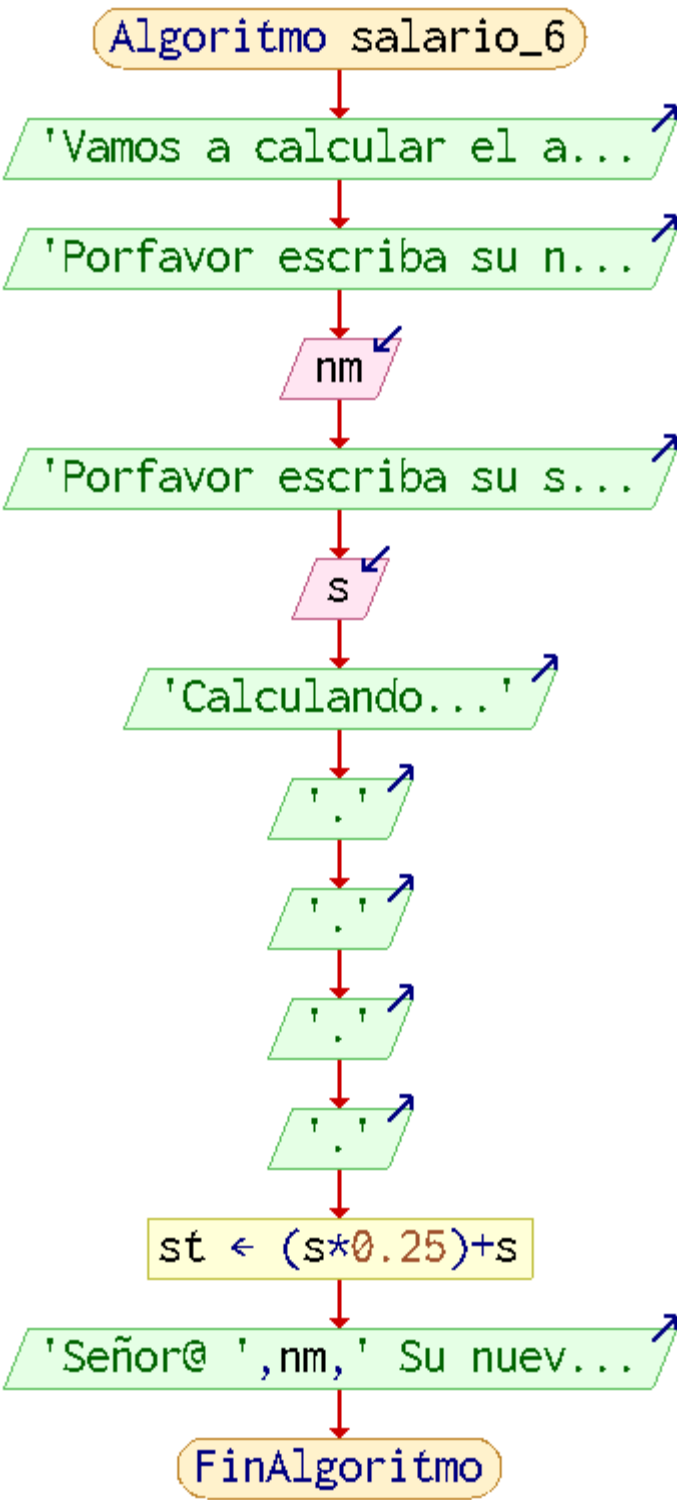 Algoritmo salario_6
'Vamos a calcular el a...
'Porfavor escriba su n...
nm
'Porfavor escriba su s...
s
'Calculando...'
'.'
'.'
'.'
'.'
st ← (s*0.25)+s
'Señor@ ',nm,' Su nuev...
FinAlgoritmo